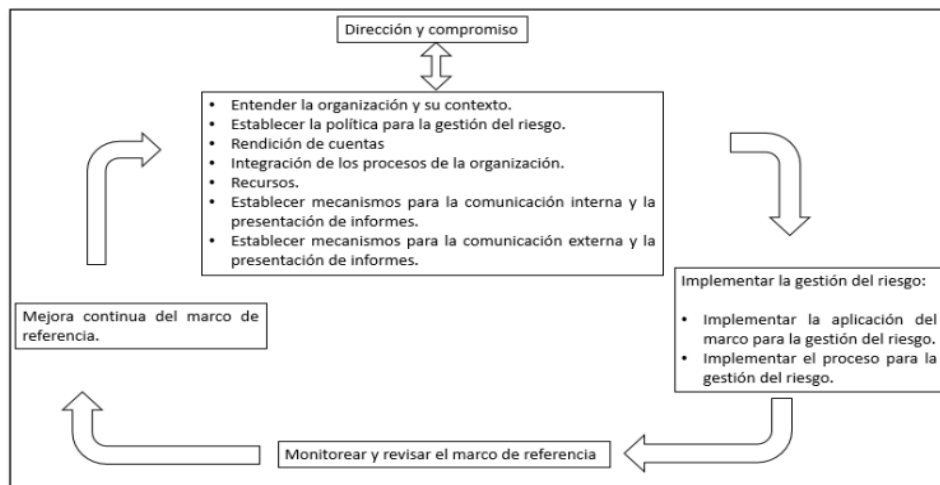 Dirección y compromiso
• Entender la organización y su contexto.
• Establecer la política para la gestión del riesgo.
• Rendición de cuentas
• Integración de los procesos de la organización.
• Recursos.
• Establecer mecanismos para la comunicación interna y la
presentación de informes.
• Establecer mecanismos para la comunicación externa y la
presentación de informes.
Implementar la gestión del riesgo:
• Implementar la aplicación del
marco para la gestión del riesgo.
• Implementar el proceso para la
gestión del riesgo.
Monitorear y revisar el marco de referencia
Mejora continua del marco de
referencia.